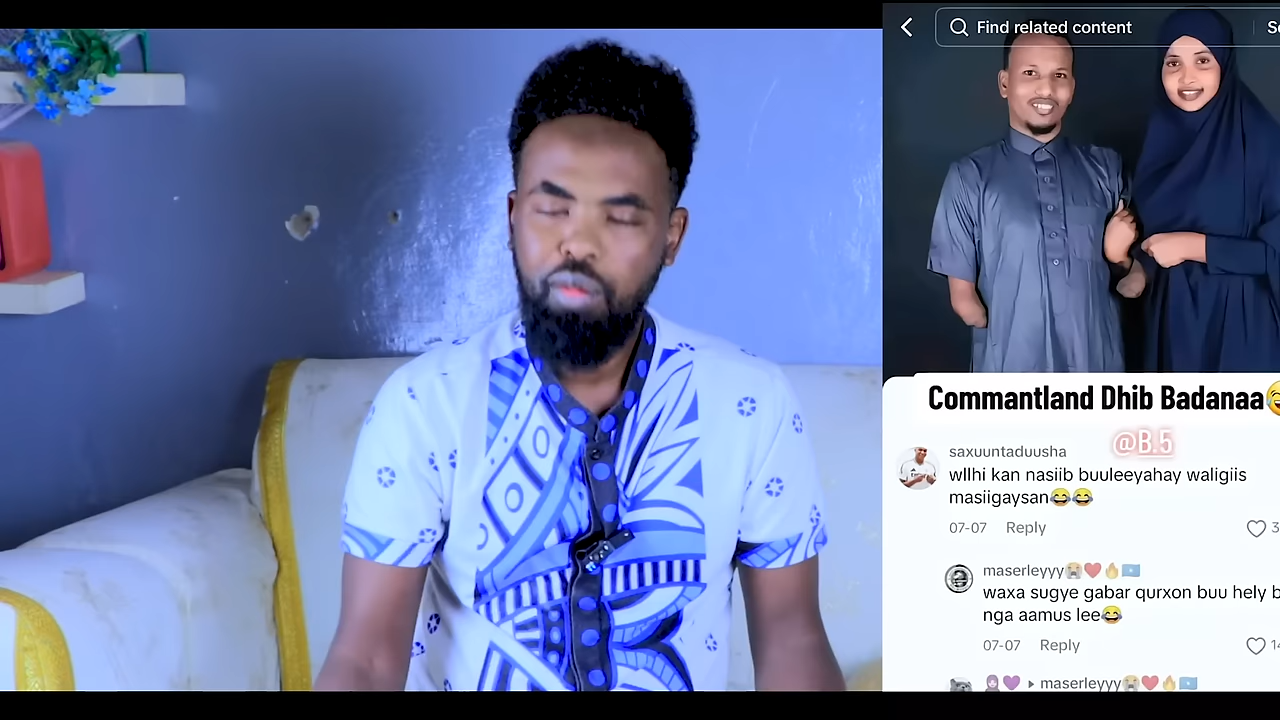 Find related content
Commantland Dhib Badanaa😂
@B.5
saxuuntaduusha
wllhi kan nasiib buuleeyahay waligiis
masiigaysan😂😂
07-07 Reply
maserleyyy😭❤️🔥🇸🇴
waxa sugye gabar qurxon buu hely
nga aamus lee😂
07-07 Reply
maserleyyy😭❤️🔥🇸🇴